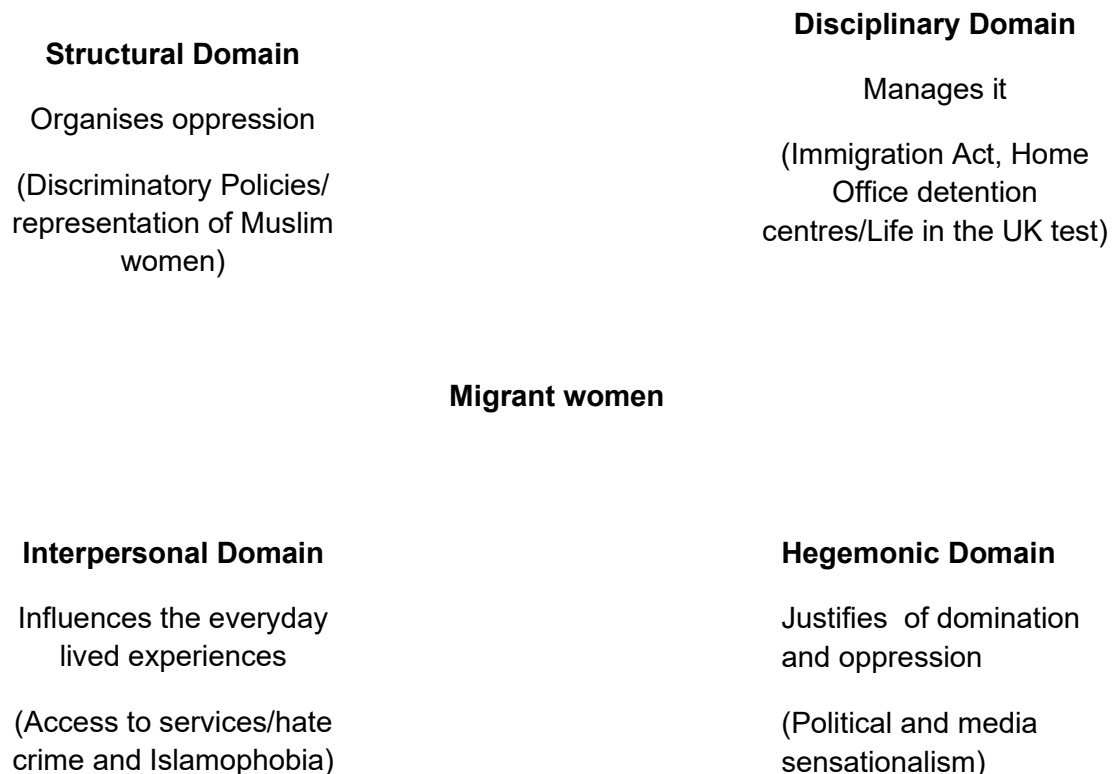 Structural Domain
Organises oppression
(Discriminatory Policies/
representation of Muslim
women)
Disciplinary Domain
Manages it
(Immigration Act, Home
Office detention
centres/Life in the UK test)
Migrant women
Interpersonal Domain
Influences the everyday
lived experiences
(Access to services/hate
crime and Islamophobia)
Hegemonic Domain
Justifies  of domination
and oppression
(Political and media
sensationalism)